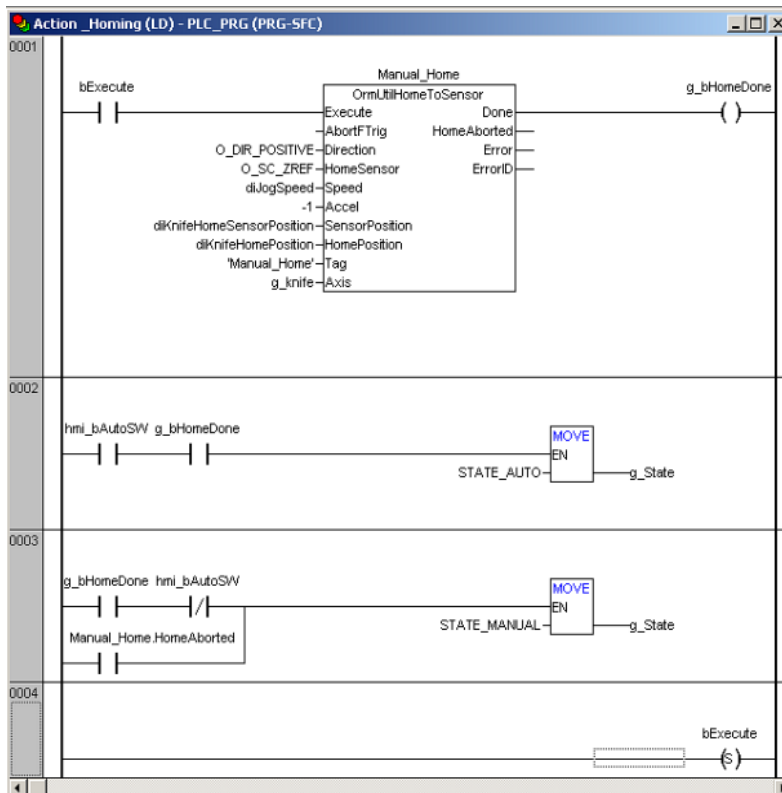 Action _Homing (LD) - PLC_PRG (PRG-SFC)
0001
Manual_Home
bExecute
OrmUtilHomeToSensor
g_bHomeDone
Execute Done
AbortFTrig HomeAborted
O_DIR_POSITIVE Direction Error
O_SC_ZREF HomeSensor ErrorID
diJogSpeed Speed
-1 Accel
diKnifeHomeSensorPosition SensorPosition
diKnifeHomePosition HomePosition
'Manual_Home' Tag
g_knife Axis
0002
hmi_bAutoSW g_bHomeDone
MOVE
EN
STATE_AUTO g_State
0003
g_bHomeDone hmi_bAutoSW
MOVE
EN
STATE_MANUAL g_State
Manual_Home.HomeAborted
0004
bExecute
S